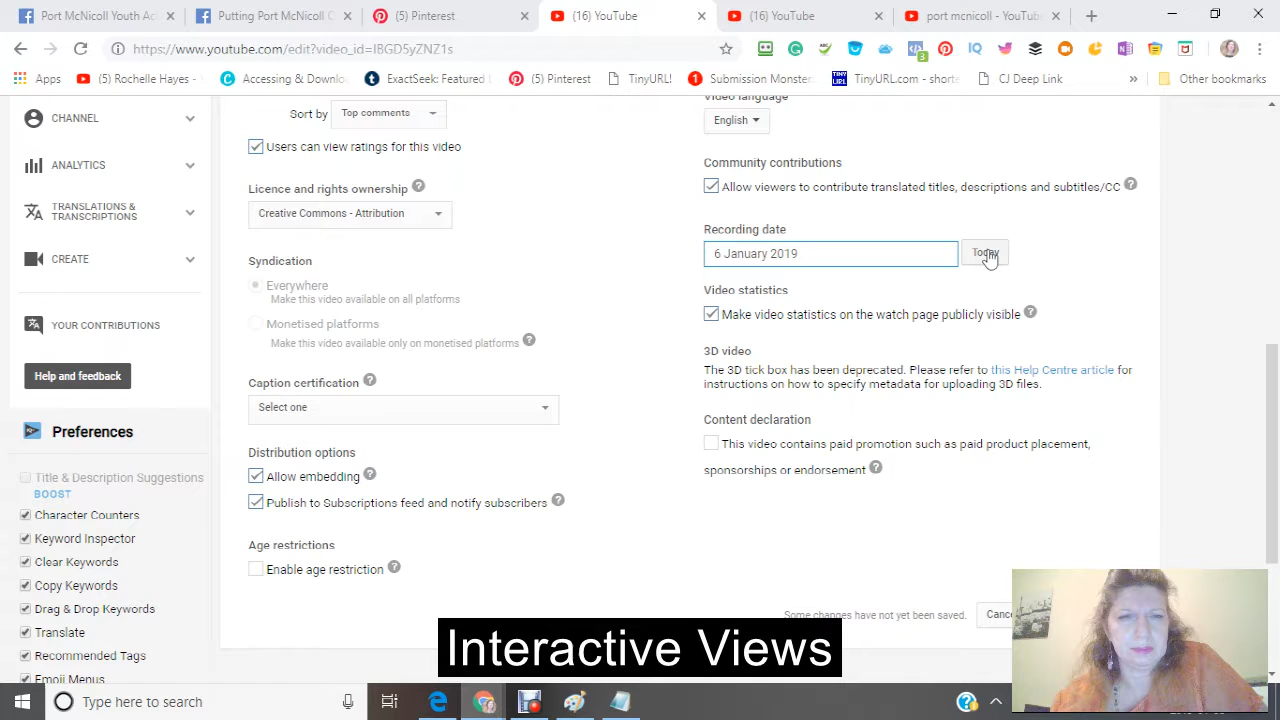 Port McNicoll Youth Ac
Putting Port McNicoll C
(5) Pinterest
(16) YouTube
(16) YouTube
port mcnicoll - YouTube
https://www.youtube.com/edit?video_id=IBGD5yZNZ1s
Apps
(5) Rochelle Hayes -
Accessing & Downlo
ExactSeek: Featured
(5) Pinterest
TinyURL!
Submission Monster
TinyURL.com - shorte
CJ Deep Link
»
Other bookmarks
CHANNEL
ANALYTICS
TRANSLATIONS &
TRANSCRIPTIONS
CREATE
YOUR CONTRIBUTIONS
Help and feedback
Preferences
Title & Description Suggestions
BOOST
Character Counters
Keyword Inspector
Clear Keywords
Copy Keywords
Drag & Drop Keywords
Translate
Recommended Tags
Emoji Menus
Sort by
Top comments
Users can view ratings for this video
Licence and rights ownership
Creative Commons - Attribution
Syndication
Everywhere
Make this video available on all platforms
Monetised platforms
Make this video available only on monetised platforms
Caption certification
Select one
Distribution options
Allow embedding
Publish to Subscriptions feed and notify subscribers
Age restrictions
Enable age restriction
Video language
English
Community contributions
Allow viewers to contribute translated titles, descriptions and subtitles/CC
Recording date
6 January 2019
Today
Video statistics
Make video statistics on the watch page publicly visible
3D video
The 3D tick box has been deprecated. Please refer to this Help Centre article for
instructions on how to specify metadata for uploading 3D files.
Content declaration
This video contains paid promotion such as paid product placement,
sponsorships or endorsement
Some changes have not yet been saved.
Cance
Interactive Views
Type here to search